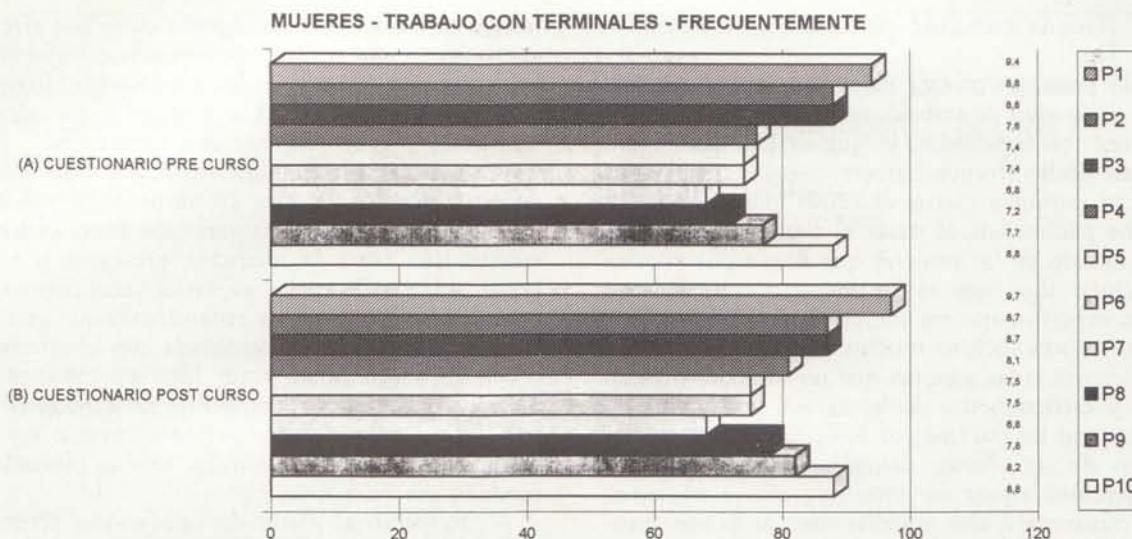 MUJERES - TRABAJO CON TERMINALES - FRECUENTEMENTE
(A) CUESTIONARIO PRE CURSO
9,4
8,8
8,8
7,6
7,4
7,4
6,8
7,2
7,7
8,8
(B) CUESTIONARIO POST CURSO
9,7
8,7
8,7
8,1
7,5
7,5
6,8
7,8
8,2
8,8
0 20 40 60 80 100 120
P1
P2
P3
P4
P5
P6
P7
P8
P9
P10